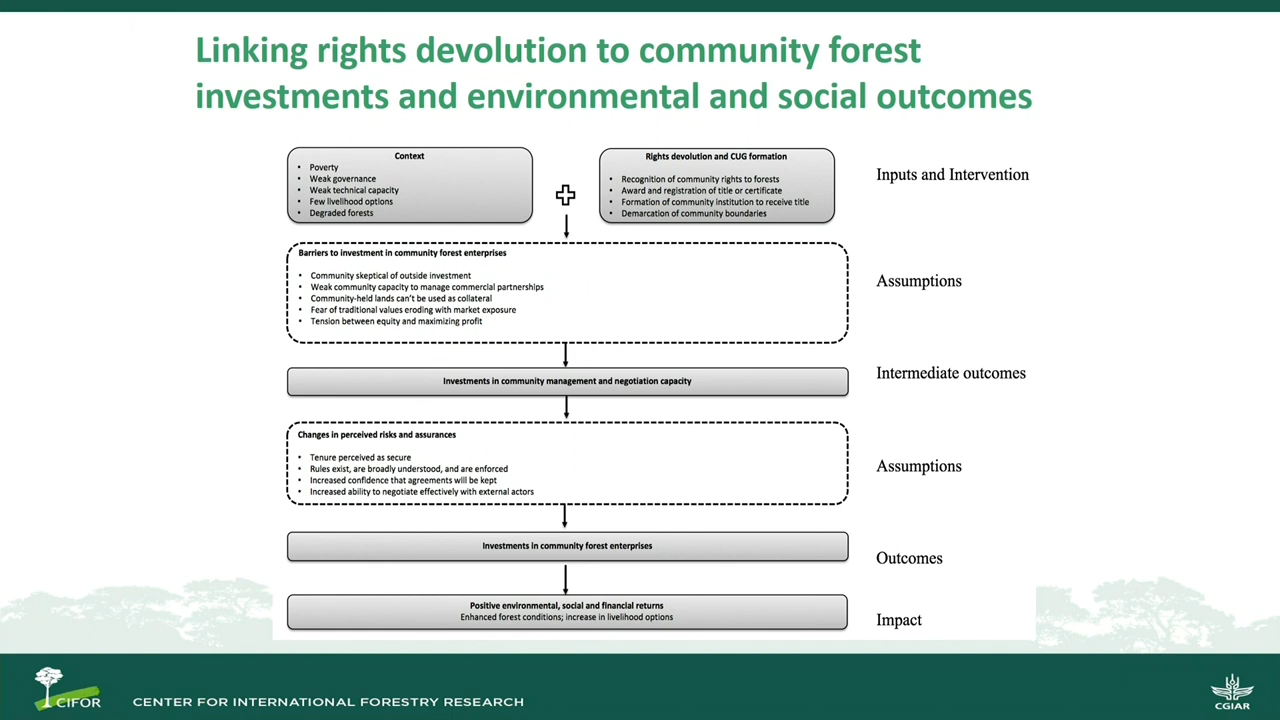 Linking rights devolution to community forest
investments and environmental and social outcomes
Context
• Poverty
• Weak governance
• Weak technical capacity
• Few livelihood options
• Degraded forests
Rights devolution and CUG formation
• Recognition of community rights to forests
• Award and registration of title or certificate
• Formation of community institution to receive title
• Demarcation of community boundaries
Inputs and Intervention
Barriers to investment in community forest enterprises
• Community skeptical of outside investment
• Weak community capacity to manage commercial partnerships
• Community-held lands can't be used as collateral
• Fear of traditional values eroding with market exposure
• Tension between equity and maximizing profit
Assumptions
Investments in community management and negotiation capacity
Intermediate outcomes
Changes in perceived risks and assurances
• Tenure perceived as secure
• Rules exist, are broadly understood, and are enforced
• Increased confidence that agreements will be kept
• Increased ability to negotiate effectively with external actors
Assumptions
Investments in community forest enterprises
Outcomes
Positive environmental, social and financial returns
Enhanced forest conditions; increase in livelihood options
Impact
CIFOR
CENTER FOR INTERNATIONAL FORESTRY RESEARCH
CGIAR